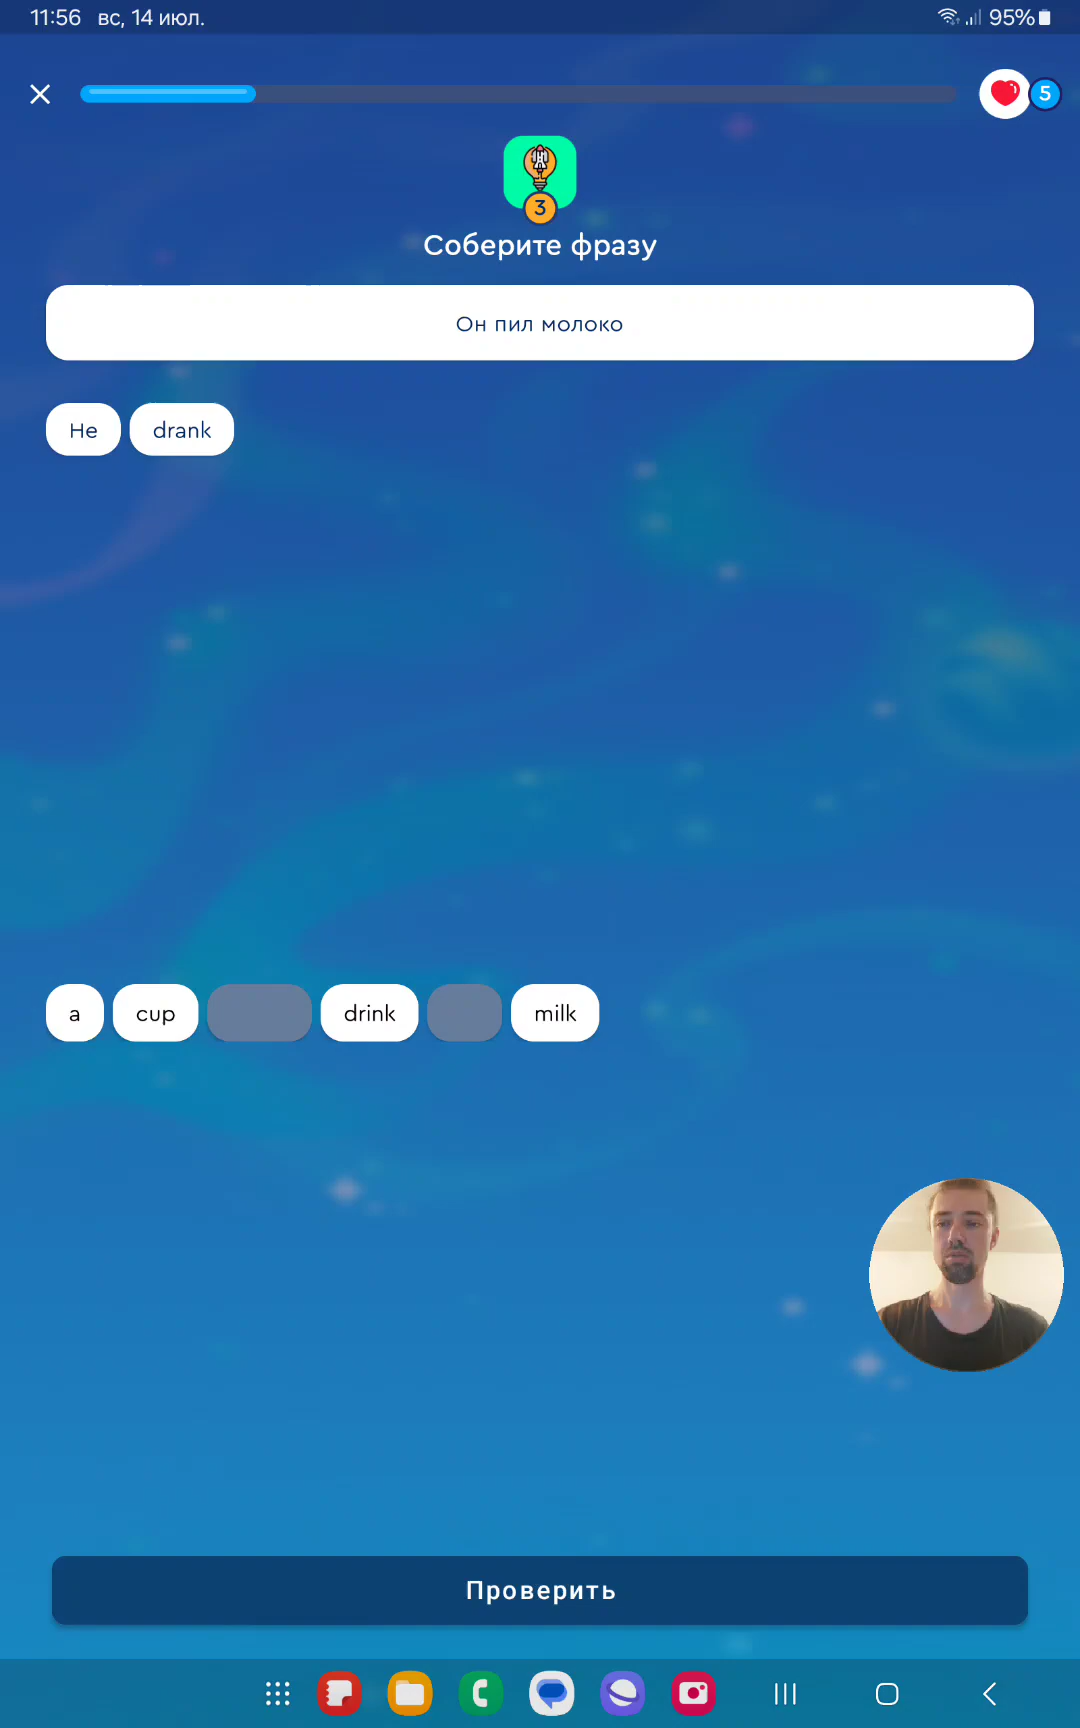 11:56 вс, 14 июл. 95%
5
3
Соберите фразу
Он пил молоко
He drank
a cup drink milk
Проверить